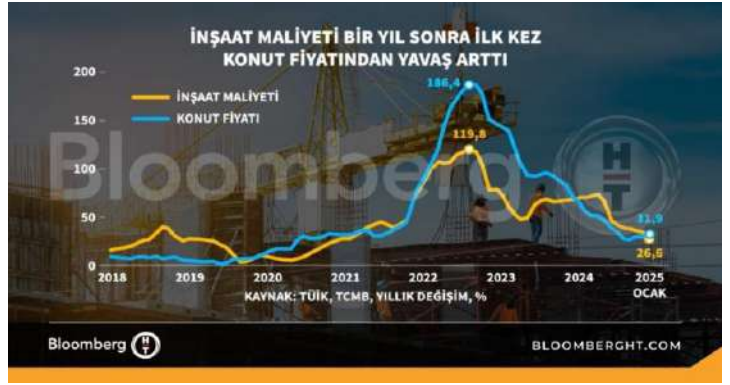 İNŞAAT MALİYETİ BİR YIL SONRA İLK KEZ
KONUT FİYATINDAN YAVAŞ ARTTI
200
150
100
50
0
İNŞAAT MALİYETİ
KONUT FİYATI
186,4
119,8
31,9
26,6
Bloomberg HT
2018 2019 2020 2021 2022 2023 2024 2025
OCAK
KAYNAK: TÜİK, TCMB, YILLIK DEĞİŞİM, %
Bloomberg HT
BLOOMBERGHT.COM